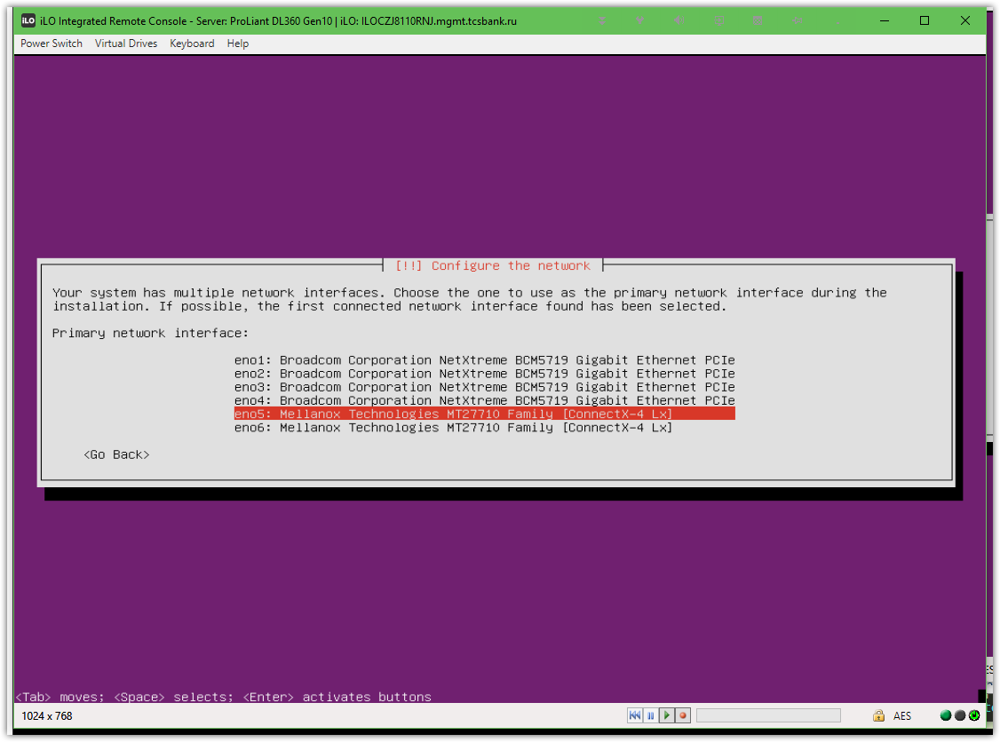 iLO iLO Integrated Remote Console - Server: ProLiant DL360 Gen10 | iLO: ILOCZJ8110RNJ.mgmt.tcsbank.ru
Power Switch Virtual Drives Keyboard Help
[!!] Configure the network
Your system has multiple network interfaces. Choose the one to use as the primary network interface during the
installation. If possible, the first connected network interface found has been selected.
Primary network interface:
eno1: Broadcom Corporation NetXtreme BCM5719 Gigabit Ethernet PCIe
eno2: Broadcom Corporation NetXtreme BCM5719 Gigabit Ethernet PCIe
eno3: Broadcom Corporation NetXtreme BCM5719 Gigabit Ethernet PCIe
eno4: Broadcom Corporation NetXtreme BCM5719 Gigabit Ethernet PCIe
eno5: Mellanox Technologies MT27710 Family [ConnectX-4 Lx]
eno6: Mellanox Technologies MT27710 Family [ConnectX-4 Lx]
<Go Back>
<Tab> moves; <Space> selects; <Enter> activates buttons
1024 x 768 AES